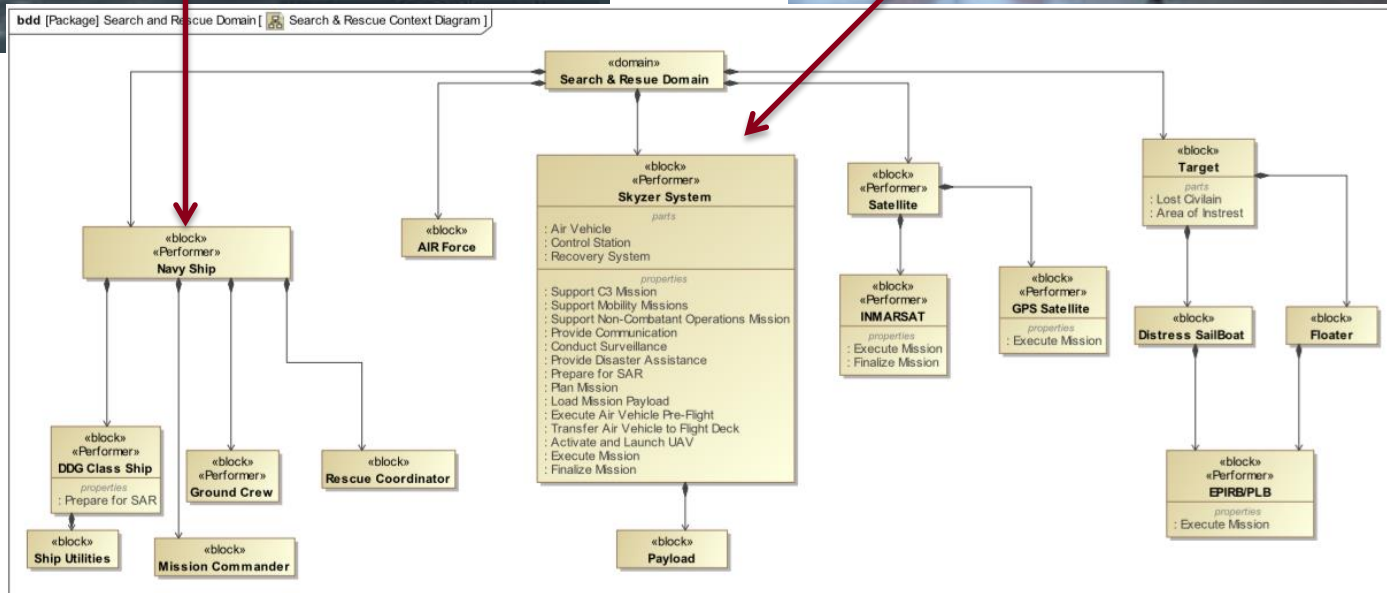 bdd [Package] Search and Rescue Domain [ Search & Rescue Context Diagram ]
«domain»
Search & Resue Domain
«block»
«Performer»
Navy Ship
«block»
AIR Force
«block»
«Performer»
Skyzer System
parts
: Air Vehicle
: Control Station
: Recovery System
properties
: Support C3 Mission
: Support Mobility Missions
: Support Non-Combatant Operations Mission
: Provide Communication
: Conduct Surveillance
: Provide Disaster Assistance
: Prepare for SAR
: Plan Mission
: Load Mission Payload
: Execute Air Vehicle Pre-Flight
: Transfer Air Vehicle to Flight Deck
: Activate and Launch UAV
: Execute Mission
: Finalize Mission
«block»
«Performer»
Satellite
«block»
Target
parts
: Lost Civilain
: Area of Instrest
«block»
«Performer»
INMARSAT
properties
: Execute Mission
: Finalize Mission
«block»
«Performer»
GPS Satellite
properties
: Execute Mission
«block»
Distress SailBoat
«block»
Floater
«block»
«Performer»
DDG Class Ship
properties
: Prepare for SAR
«block»
«Performer»
Ground Crew
«block»
Rescue Coordinator
«block»
«Performer»
EPIRB/PLB
properties
: Execute Mission
«block»
Ship Utilities
«block»
Mission Commander
«block»
Payload